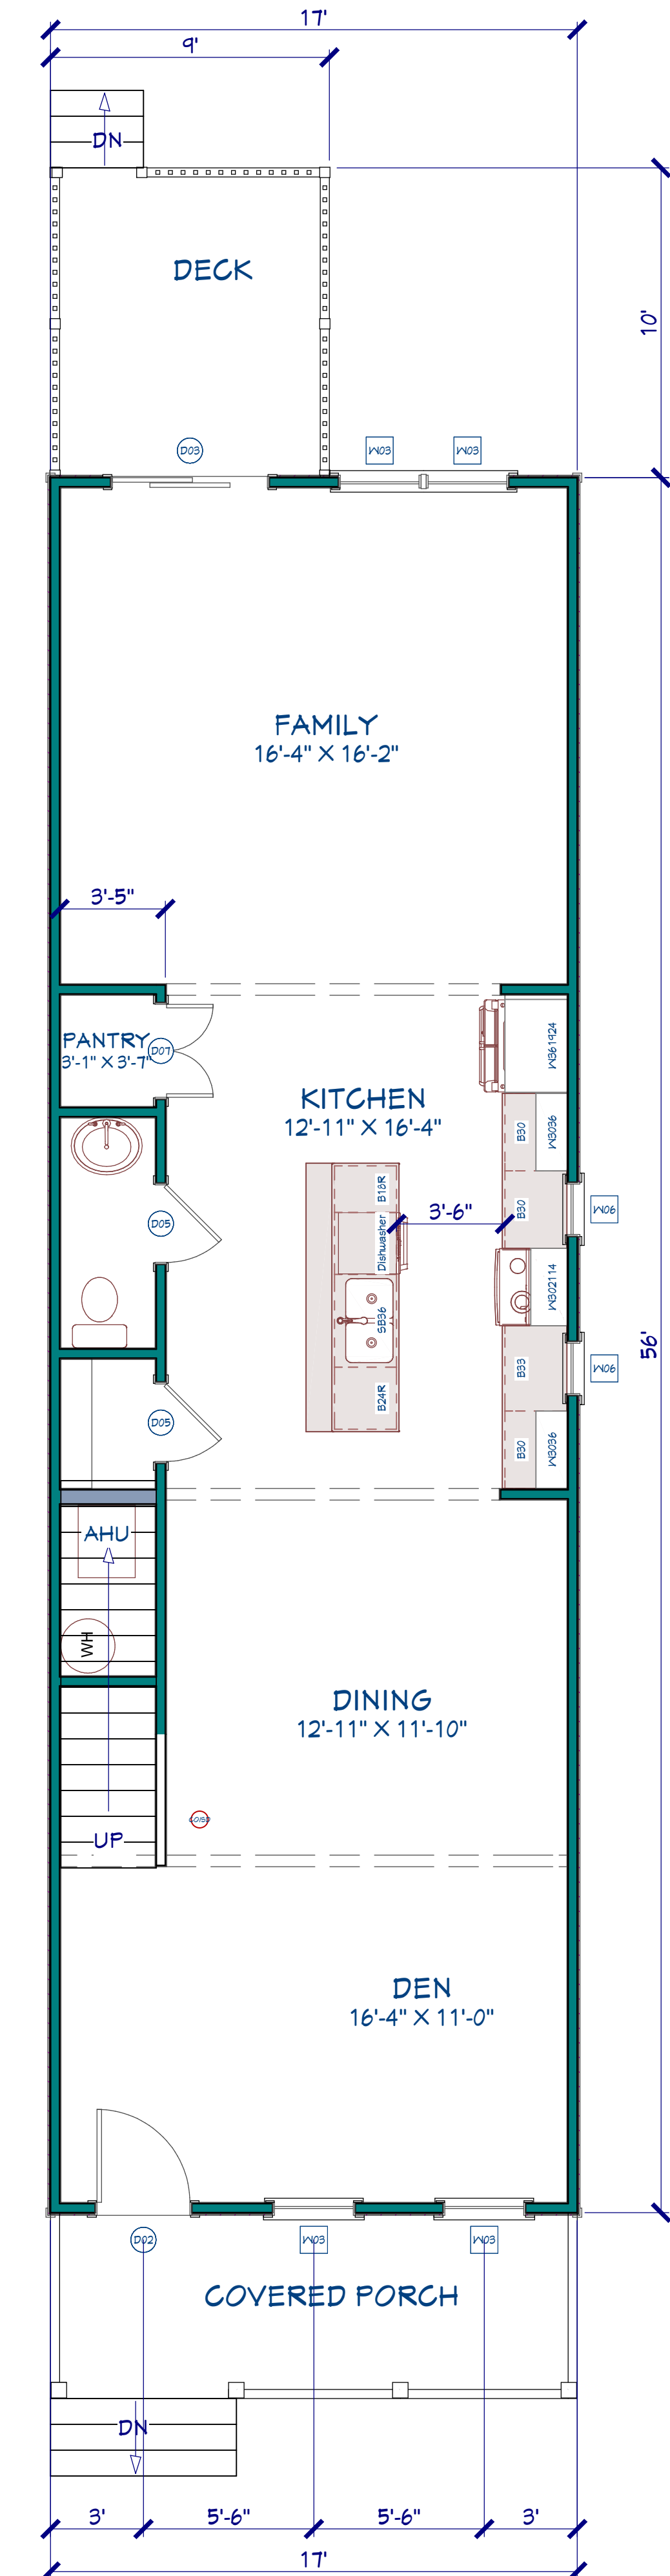 17'
9'
DN
DECK
10'
D03
W03
W03
FAMILY
16'-4" X 16'-2"
3'-5"
PANTRY
3'-1" X 3'-7"
D07
W361924
KITCHEN
12'-11" X 16'-4"
B30
W3036
B18R
Dishwasher
3'-6"
B30
W06
D05
W302114
SB36
56'
B33
W06
B24R
D05
B30
W3036
AHU
WH
DINING
12'-11" X 11'-10"
UP
DEN
16'-4" X 11'-0"
D02
W03
W03
COVERED PORCH
DN
3'
5'-6"
5'-6"
3'
17'